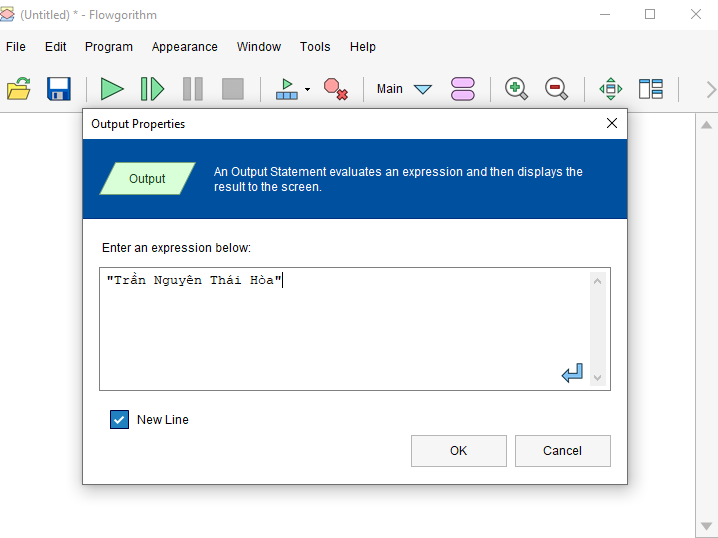 (Untitled) * - Flowgorithm
File Edit Program Appearance Window Tools Help
Main
Output Properties
Output
An Output Statement evaluates an expression and then displays the
result to the screen.
Enter an expression below:
"Trần Nguyên Thái Hòa"
New Line
OK Cancel